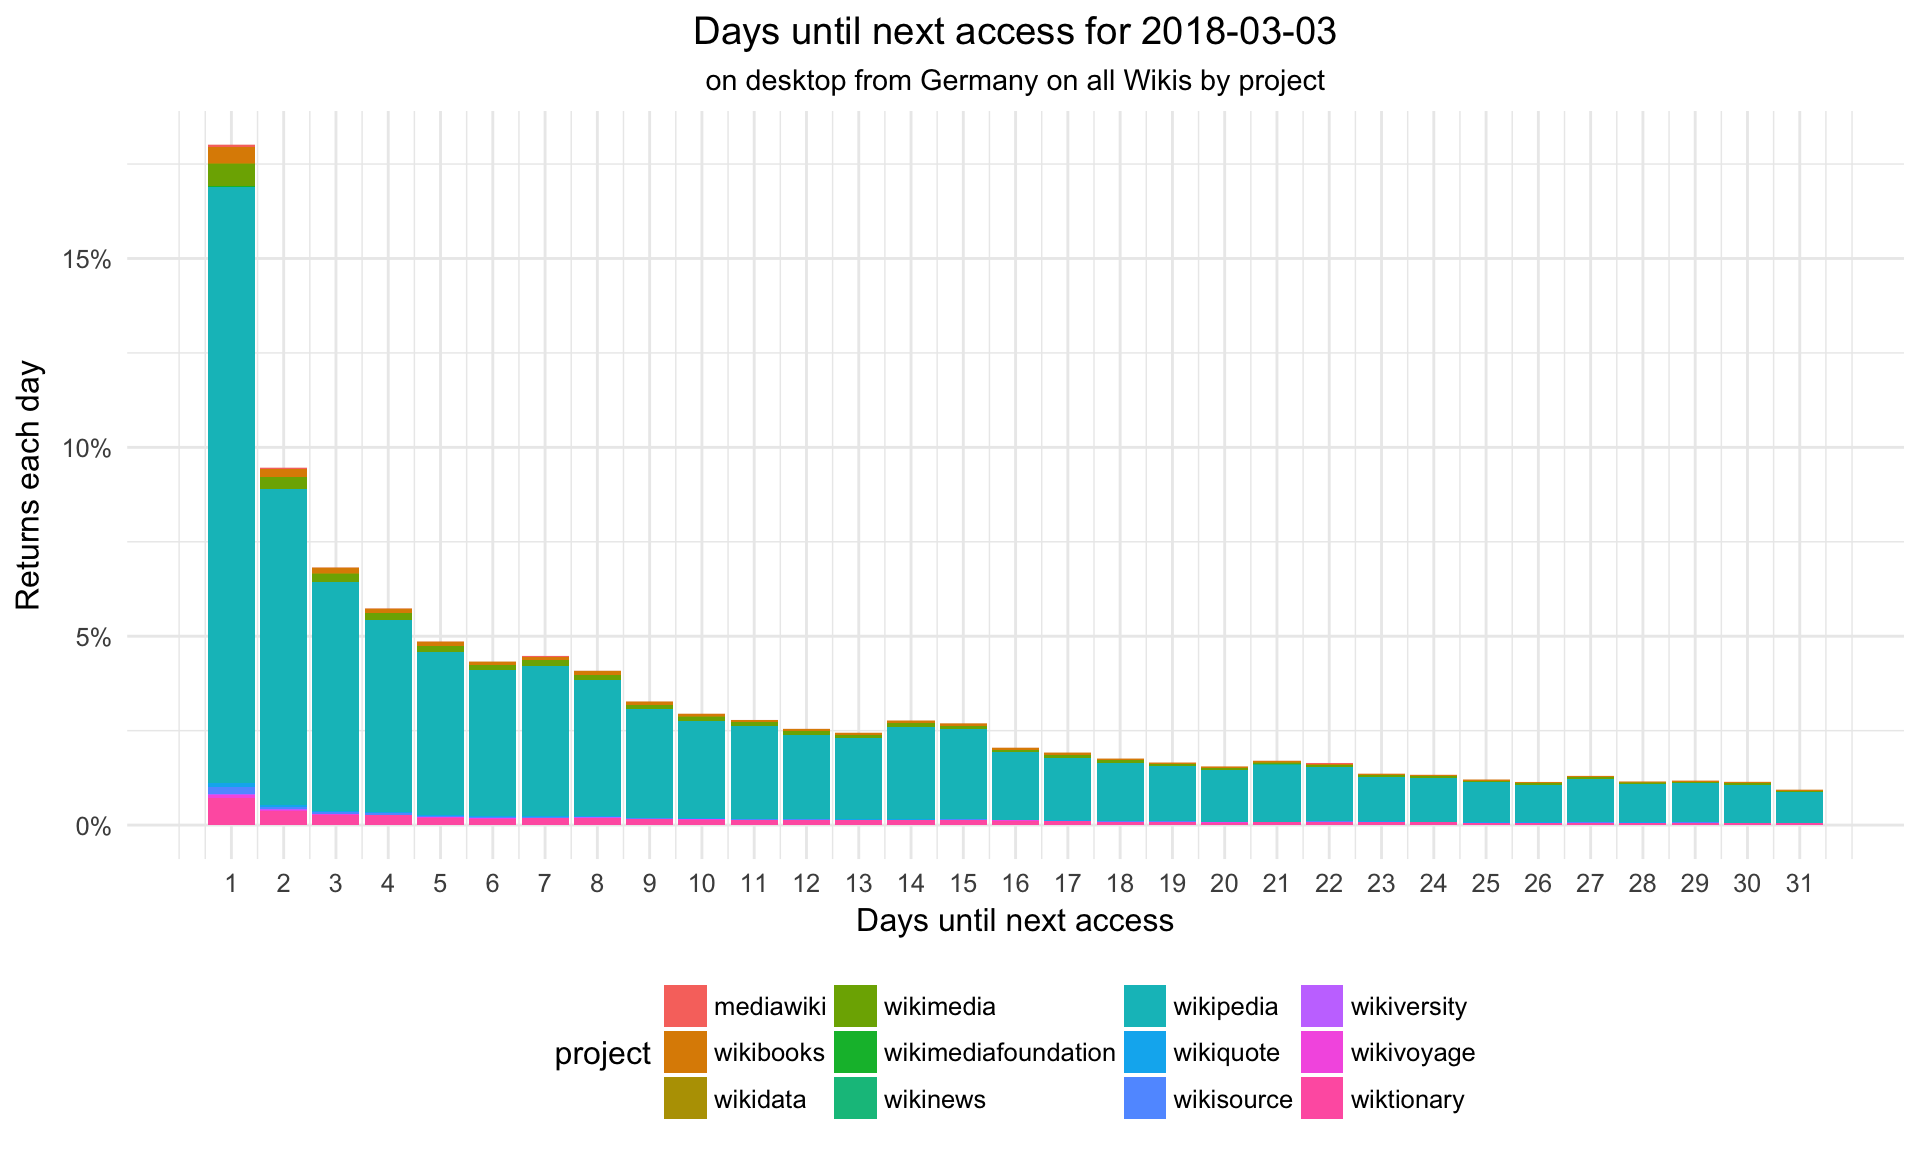 Days until next access for 2018-03-03
on desktop from Germany on all Wikis by project
Returns each day
15%
10%
5%
0%
1 2 3 4 5 6 7 8 9 10 11 12 13 14 15 16 17 18 19 20 21 22 23 24 25 26 27 28 29 30 31
Days until next access
project
mediawiki wikimedia wikipedia wikiversity
wikibooks wikimediafoundation wikiquote wikivoyage
wikidata wikinews wikisource wiktionary